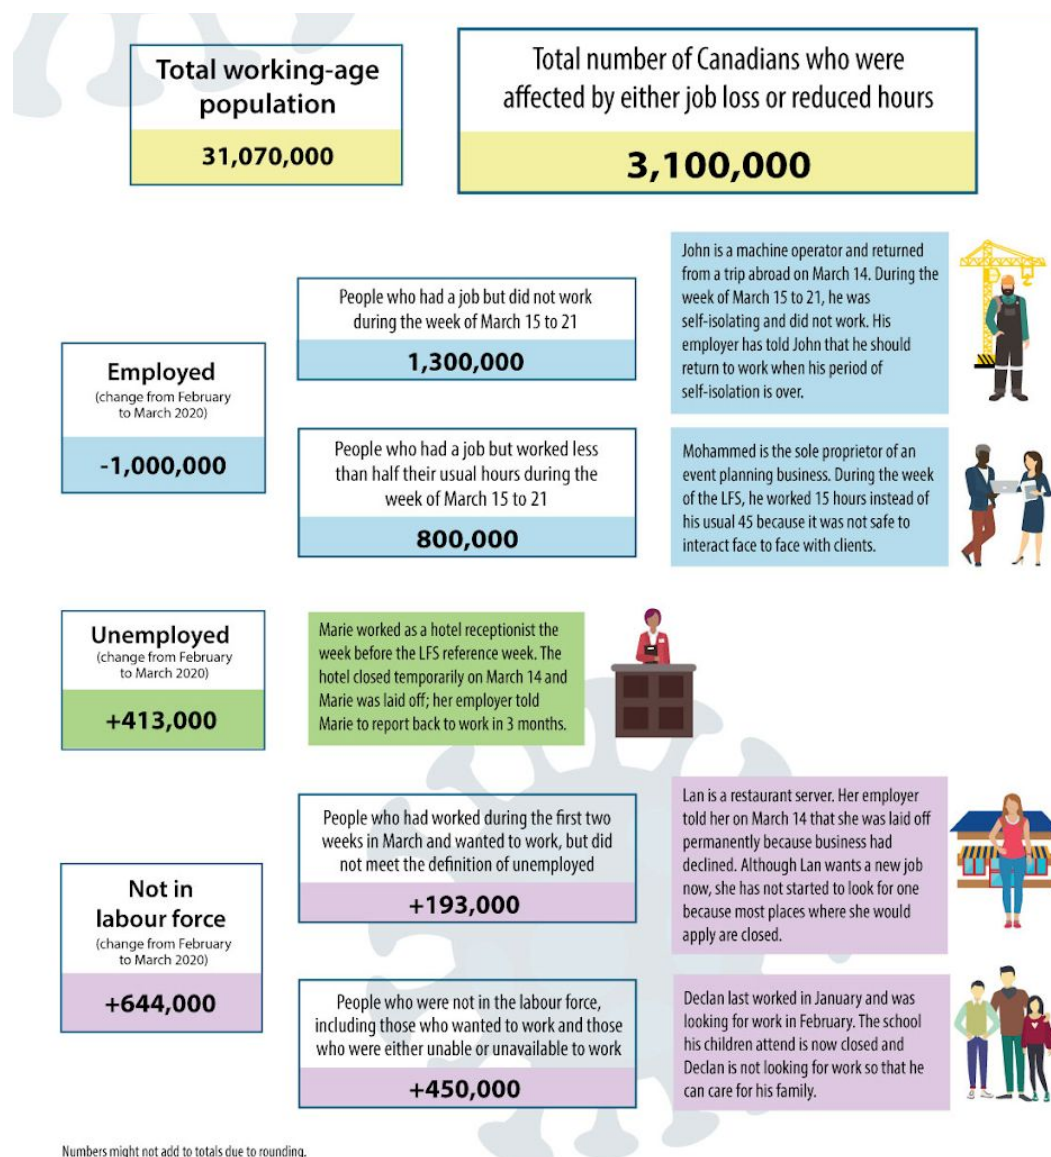 Total working-age
population
31,070,000
Total number of Canadians who were
affected by either job loss or reduced hours
3,100,000
Employed
(change from February
to March 2020)
-1,000,000
People who had a job but did not work
during the week of March 15 to 21
1,300,000
John is a machine operator and returned
from a trip abroad on March 14. During the
week of March 15 to 21, he was
self-isolating and did not work. His
employer has told John that he should
return to work when his period of
self-isolation is over.
People who had a job but worked less
than half their usual hours during the
week of March 15 to 21
800,000
Mohammed is the sole proprietor of an
event planning business. During the week
of the LFS, he worked 15 hours instead of
his usual 45 because it was not safe to
interact face to face with clients.
Unemployed
(change from February
to March 2020)
+413,000
Marie worked as a hotel receptionist the
week before the LFS reference week. The
hotel closed temporarily on March 14 and
Marie was laid off; her employer told
Marie to report back to work in 3 months.
Not in
labour force
(change from February
to March 2020)
+644,000
People who had worked during the first two
weeks in March and wanted to work, but did
not meet the definition of unemployed
+193,000
Lan is a restaurant server. Her employer
told her on March 14 that she was laid off
permanently because business had
declined. Although Lan wants a new job
now, she has not started to look for one
because most places where she would
apply are closed.
People who were not in the labour force,
including those who wanted to work and those
who were either unable or unavailable to work
+450,000
Declan last worked in January and was
looking for work in February. The school
his children attend is now closed and
Declan is not looking for work so that he
can care for his family.
Numbers might not add to totals due to rounding.